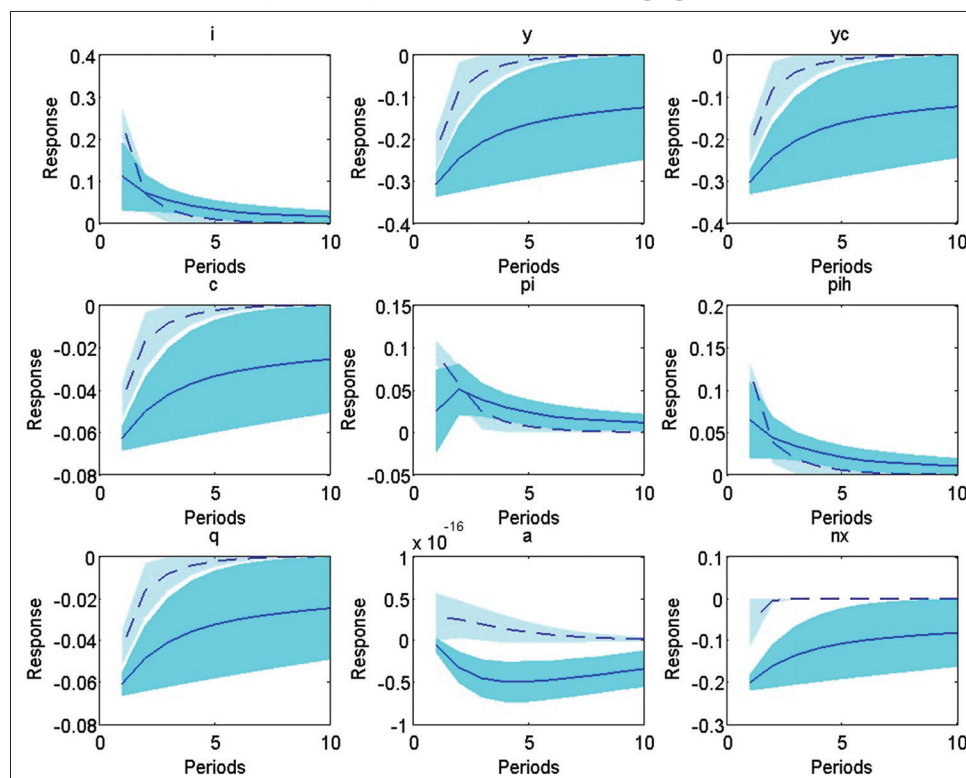 i
y
yc
0.4
0.3
0.2
0.1
0
Response
0
5
10
Periods
0
-0.1
-0.2
-0.3
-0.4
Response
0
5
10
Periods
0
-0.1
-0.2
-0.3
-0.4
Response
0
5
10
Periods
c
pi
pih
0
-0.02
-0.04
-0.06
-0.08
Response
0
5
10
Periods
0.15
0.1
0.05
0
-0.05
Response
0
5
10
Periods
0.2
0.15
0.1
0.05
0
Response
0
5
10
Periods
q
a
nx
0
-0.02
-0.04
-0.06
-0.08
Response
0
5
10
Periods
x 10 -16
1
0.5
0
-0.5
-1
Response
0
5
10
Periods
0.1
0
-0.1
-0.2
-0.3
Response
0
5
10
Periods